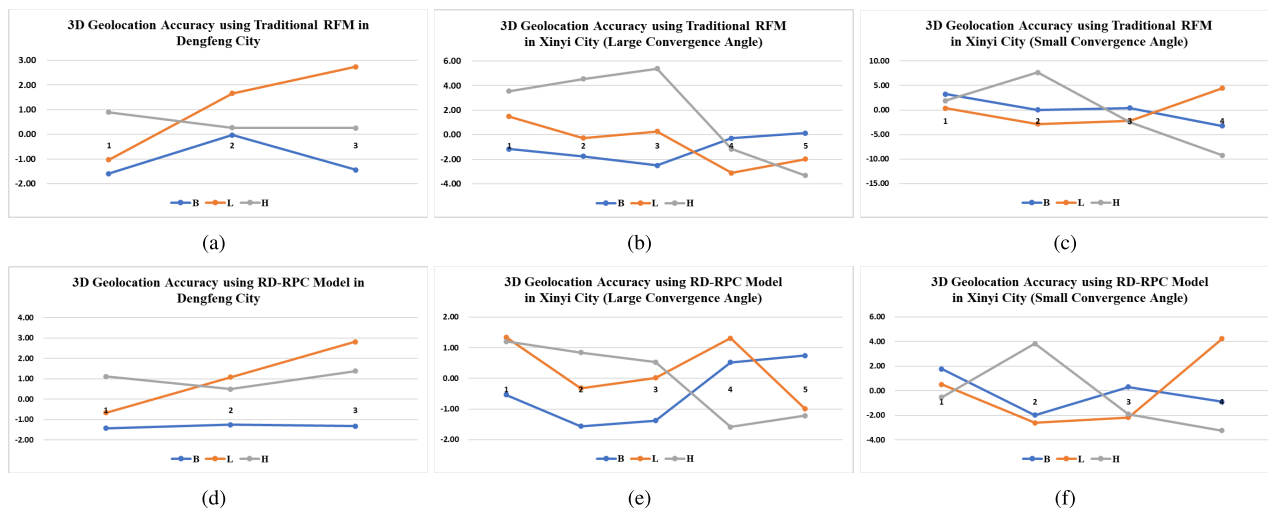 3D Geolocation Accuracy using Traditional RFM in
Dengfeng City
3.00
2.00
1.00
0.00
-1.00
-2.00
1
2
3
B L H
(a)
3D Geolocation Accuracy using Traditional RFM
in Xinyi City (Large Convergence Angle)
6.00
4.00
2.00
0.00
-2.00
-4.00
1
2
3
4
5
B L H
(b)
3D Geolocation Accuracy using Traditional RFM
in Xinyi City (Small Convergence Angle)
10.00
5.00
0.00
-5.00
-10.00
-15.00
1
2
3
4
B L H
(c)
3D Geolocation Accuracy using RD-RPC Model in
Dengfeng City
4.00
3.00
2.00
1.00
0.00
-1.00
-2.00
1
2
3
B L H
(d)
3D Geolocation Accuracy using RD-RPC Model
in Xinyi City (Large Convergence Angle)
2.00
1.00
0.00
-1.00
-2.00
1
2
3
4
5
B L H
(e)
3D Geolocation Accuracy using RD-RPC Model
in Xinyi City (Small Convergence Angle)
6.00
4.00
2.00
0.00
-2.00
-4.00
1
2
3
4
B L H
(f)